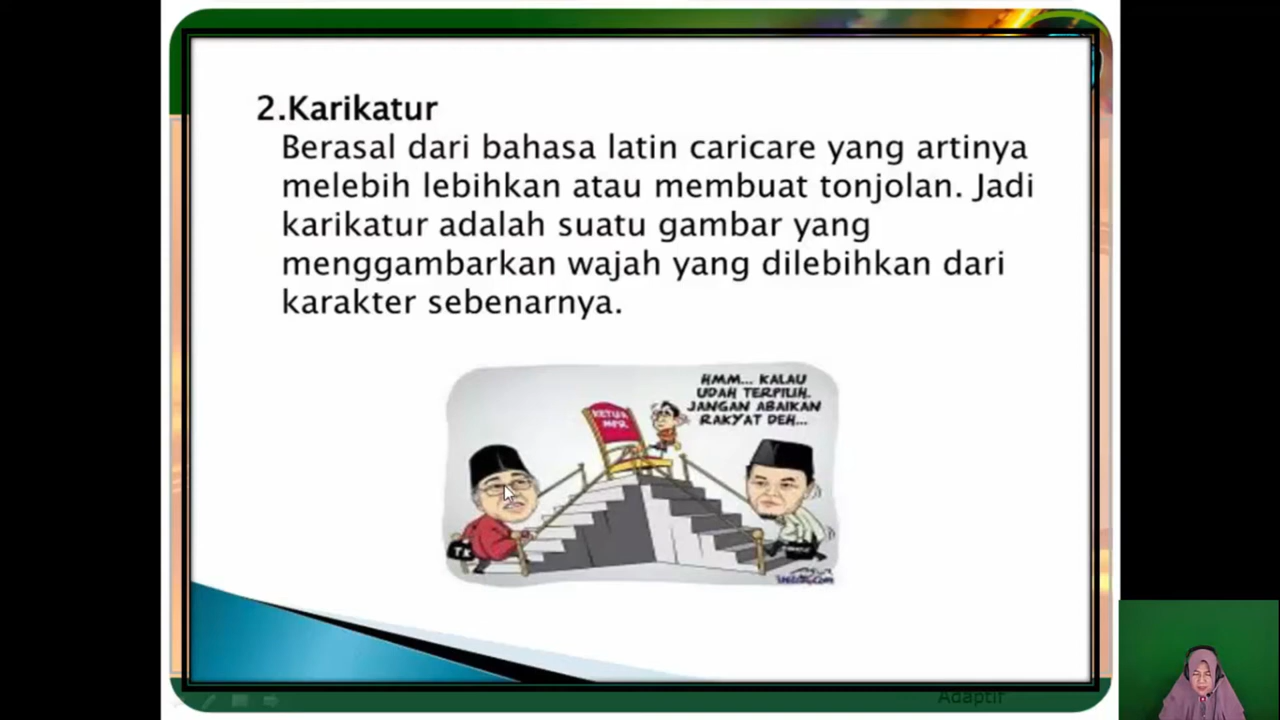 2.Karikatur
Berasal dari bahasa latin caricare yang artinya
melebih lebihkan atau membuat tonjolan. Jadi
karikatur adalah suatu gambar yang
menggambarkan wajah yang dilebihkan dari
karakter sebenarnya.
HMM... KALAU
UDAH TERPILIH.
JANGAN ABAIKAN
RAKYAT DEH...
KETUA
MPR
TK
Adaptif